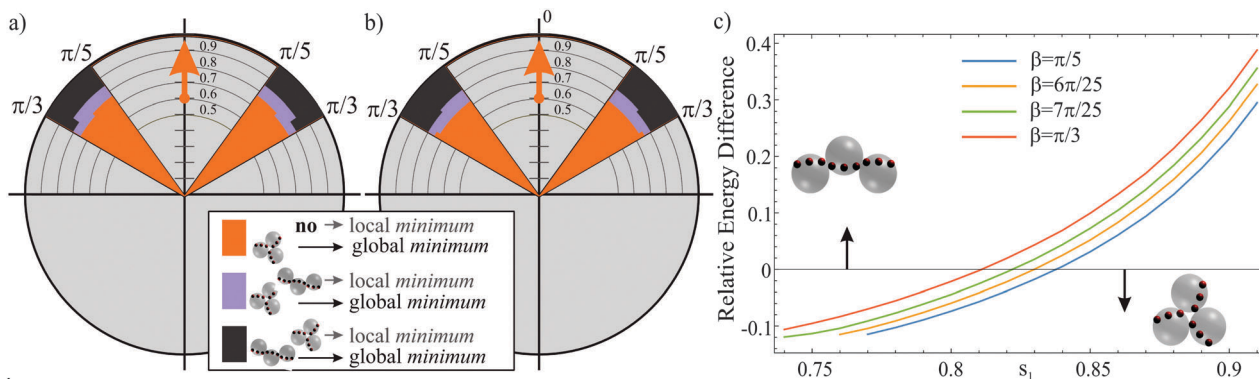 a)
π/5
π/5
π/3
π/3
0.9
0.8
0.7
0.6
0.5
b)
0
π/5
π/5
π/3
π/3
0.9
0.8
0.7
0.6
0.5
no → local minimum
→ global minimum
→ local minimum
→ global minimum
→ local minimum
→ global minimum
c)
Relative Energy Difference
0.4
0.3
0.2
0.1
0
-0.1
β=π/5
β=6π/25
β=7π/25
β=π/3
0.75
0.8
s⊥
0.85
0.9